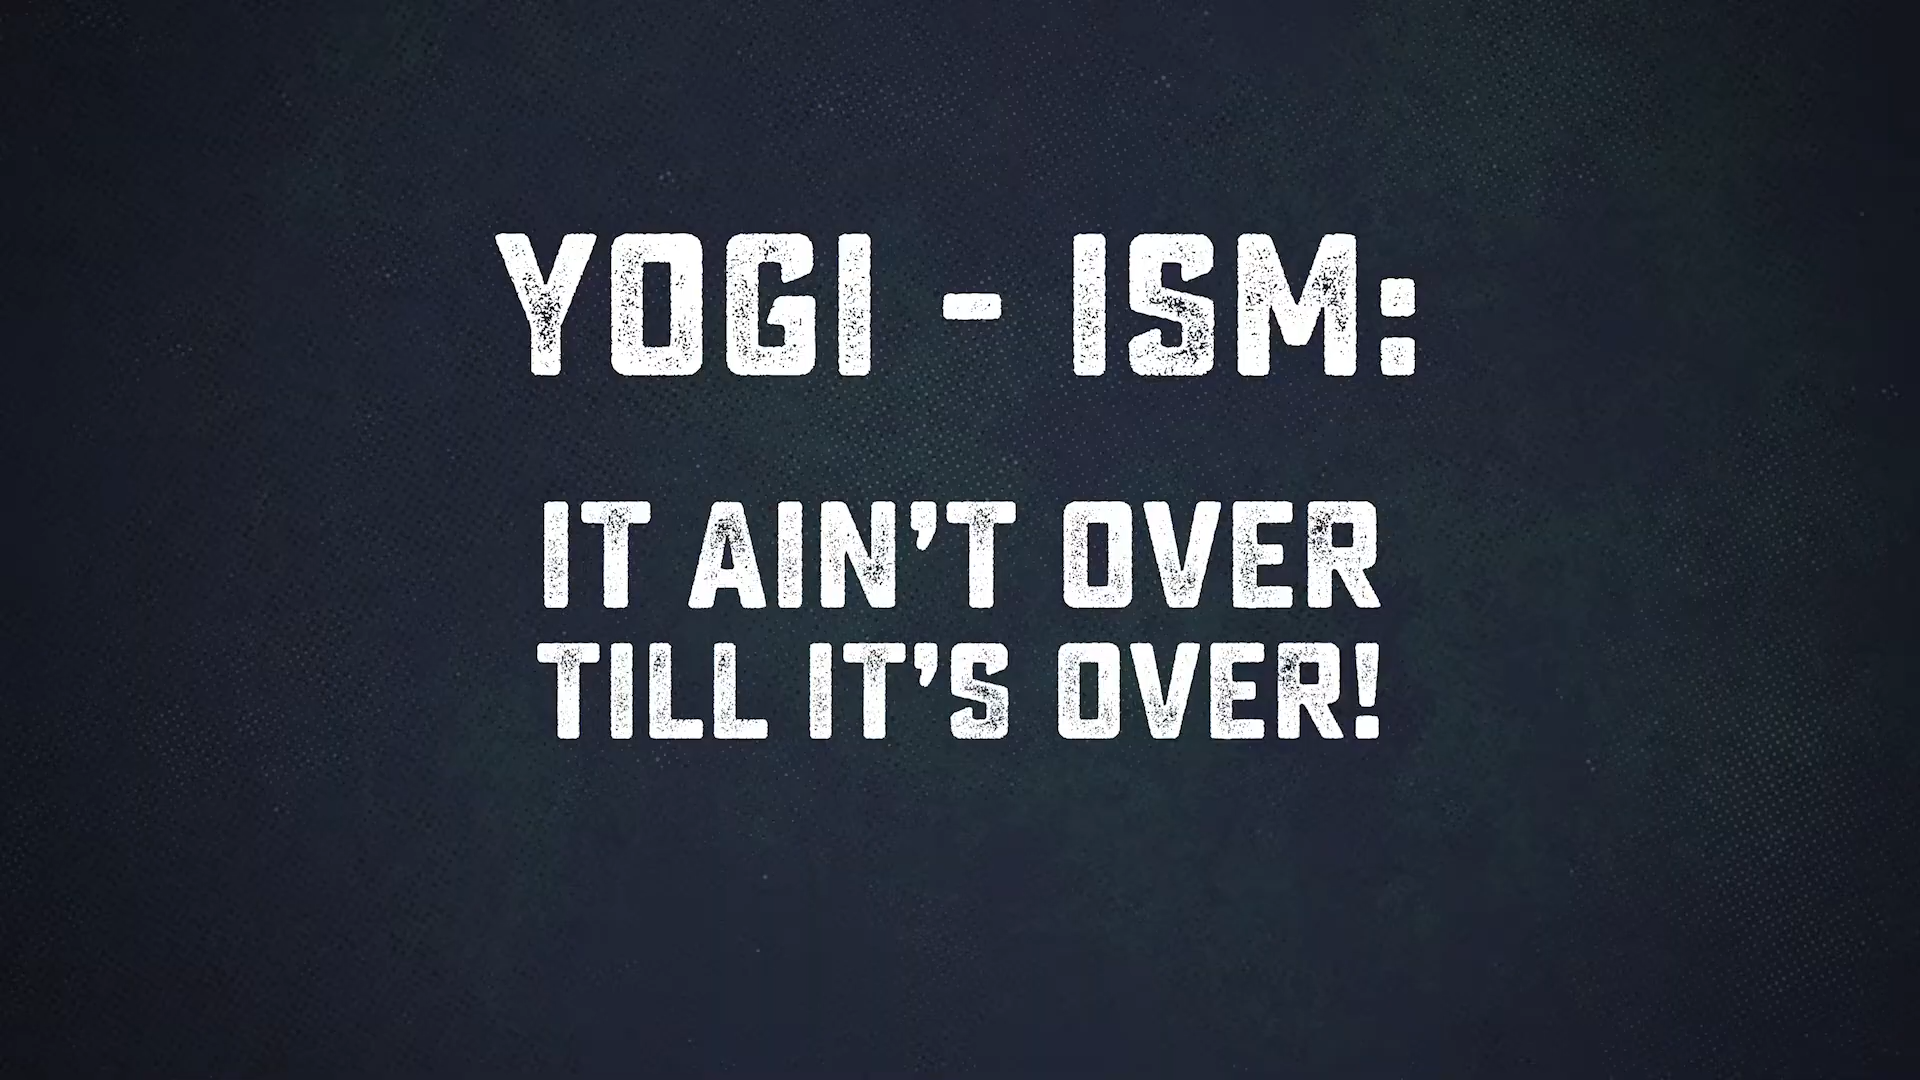 YOGI - ISM:
IT AIN’T OVER
TILL IT’S OVER!